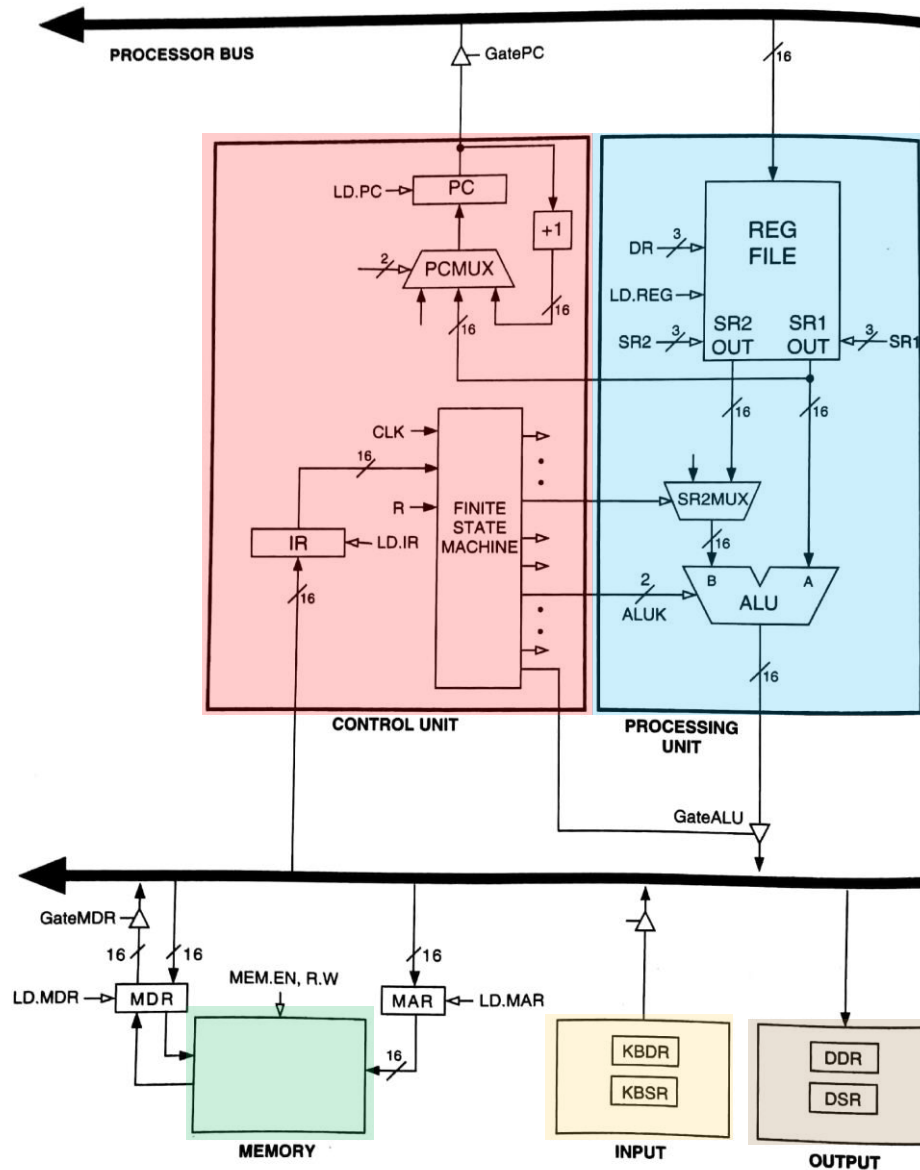 PROCESSOR BUS
GatePC
16
LD.PC
PC
+1
2
PCMUX
16
16
REG
FILE
DR
3
LD.REG
SR2
3
SR2
OUT
SR1
OUT
3
SR1
16
16
CLK
16
R
FINITE
STATE
MACHINE
IR
LD.IR
16
SR2MUX
16
B
A
ALU
2
ALUK
16
CONTROL UNIT
PROCESSING
UNIT
GateALU
GateMDR
16
16
16
LD.MDR
MDR
MEM.EN, R.W
MAR
LD.MAR
16
KBDR
KBSR
DDR
DSR
MEMORY
INPUT
OUTPUT